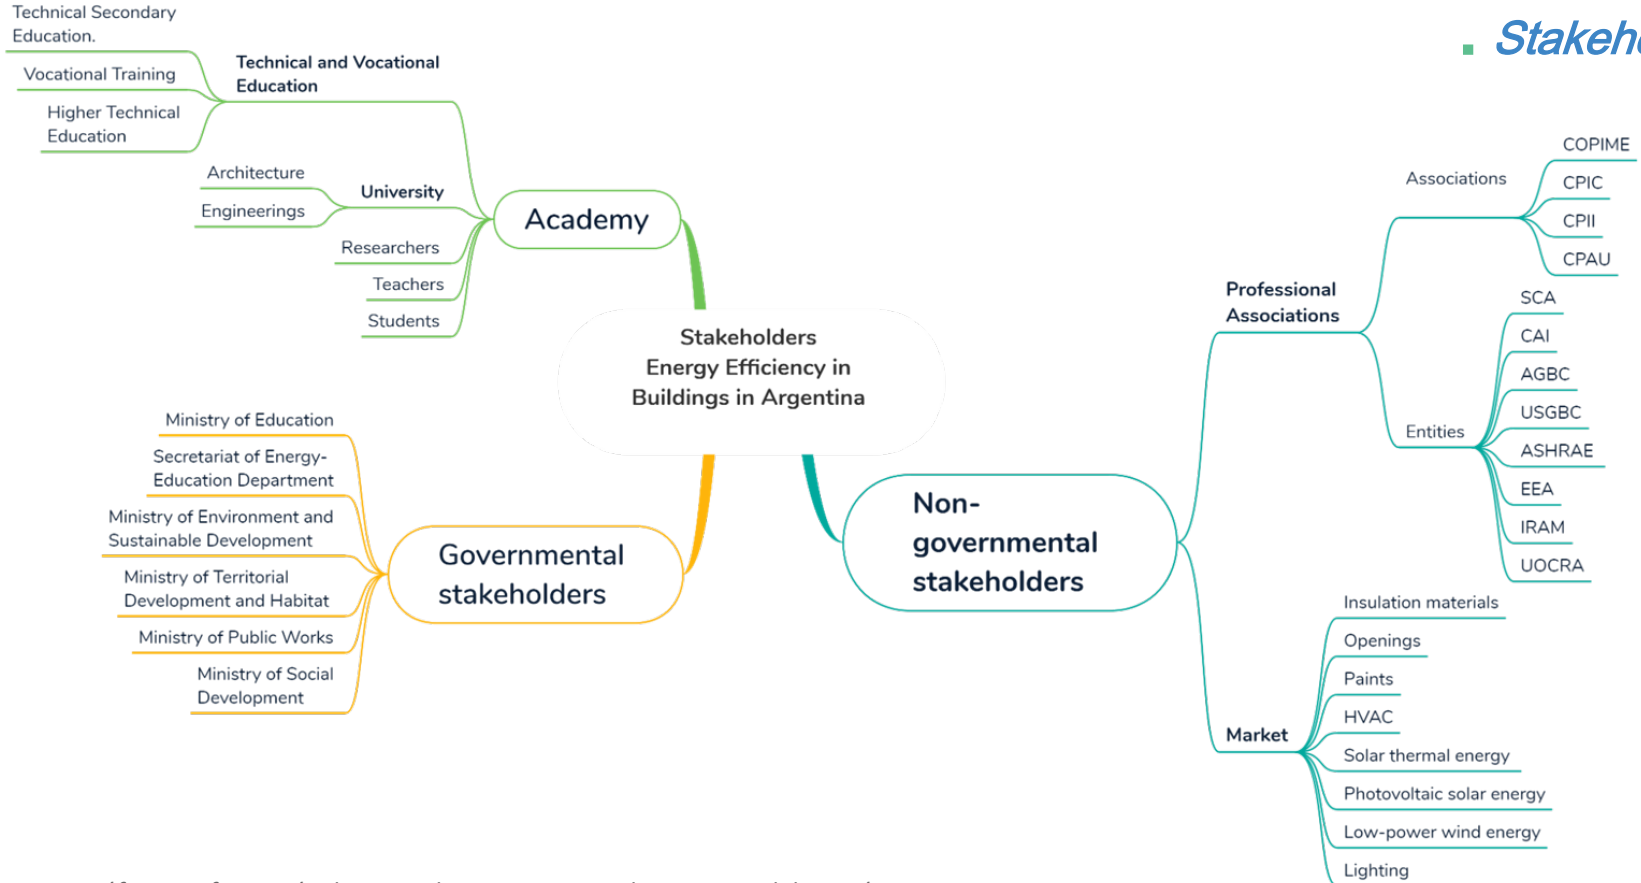 Stakeh
Technical Secondary
Education.
Vocational Training
Higher Technical
Education
Technical and Vocational
Education
Architecture
Engineerings
University
Researchers
Teachers
Students
Academy
Stakeholders
Energy Efficiency in
Buildings in Argentina
Ministry of Education
Secretariat of Energy-
Education Department
Ministry of Environment and
Sustainable Development
Ministry of Territorial
Development and Habitat
Ministry of Public Works
Ministry of Social
Development
Governmental
stakeholders
Non-
governmental
stakeholders
Professional
Associations
Associations
COPIME
CPIC
CPII
CPAU
Entities
SCA
CAI
AGBC
USGBC
ASHRAE
EEA
IRAM
UOCRA
Market
Insulation materials
Openings
Paints
HVAC
Solar thermal energy
Photovoltaic solar energy
Low-power wind energy
Lighting